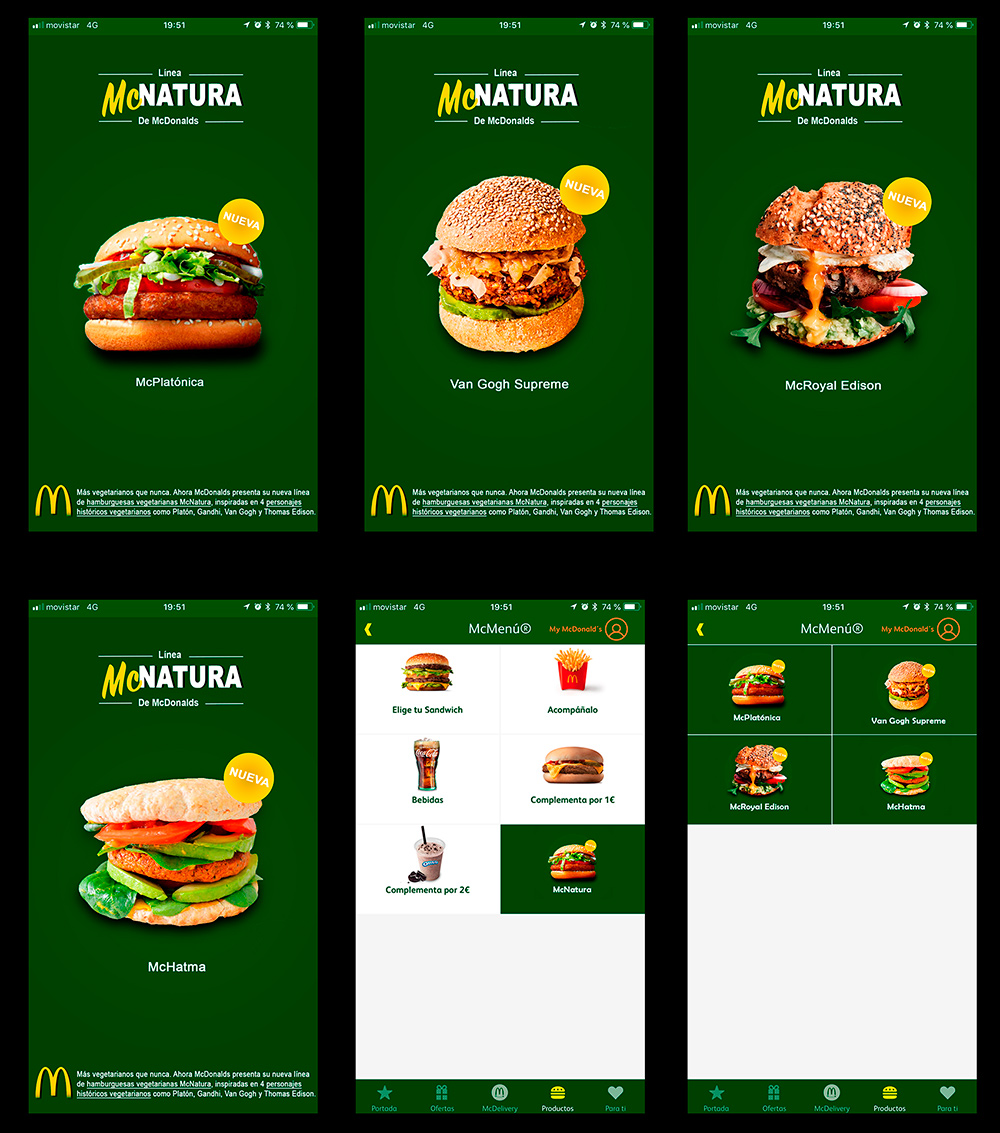 movistar 4G 19:51 74 %
Línea
McNATURA
De McDonalds
NUEVA
McPlatónica
Más vegetarianos que nunca. Ahora McDonalds presenta su nueva línea
de hamburguesas vegetarianas McNatura, inspiradas en 4 personajes
históricos vegetarianos como Platón, Gandhi, Van Gogh y Thomas Edison.
movistar 4G 19:51 74 %
Línea
McNATURA
De McDonalds
NUEVA
Van Gogh Supreme
Más vegetarianos que nunca. Ahora McDonalds presenta su nueva línea
de hamburguesas vegetarianas McNatura, inspiradas en 4 personajes
históricos vegetarianos como Platón, Gandhi, Van Gogh y Thomas Edison.
movistar 4G 19:51 74 %
Línea
McNATURA
De McDonalds
NUEVA
McRoyal Edison
Más vegetarianos que nunca. Ahora McDonalds presenta su nueva línea
de hamburguesas vegetarianas McNatura, inspiradas en 4 personajes
históricos vegetarianos como Platón, Gandhi, Van Gogh y Thomas Edison.
movistar 4G 19:51 74 %
Línea
McNATURA
De McDonalds
NUEVA
McHatma
Más vegetarianos que nunca. Ahora McDonalds presenta su nueva línea
de hamburguesas vegetarianas McNatura, inspiradas en 4 personajes
históricos vegetarianos como Platón, Gandhi, Van Gogh y Thomas Edison.
movistar 4G 19:51 74 %
McMenú® My McDonald's
Elige tu Sandwich Acompáñalo
Coca-Cola
Bebidas Complementa por 1€
OREO
Complementa por 2€ McNatura
Portada Ofertas McDelivery Productos Para ti
movistar 4G 19:51 74 %
McMenú® My McDonald's
McPlatónica Van Gogh Supreme
McRoyal Edison McHatma
Portada Ofertas McDelivery Productos Para ti